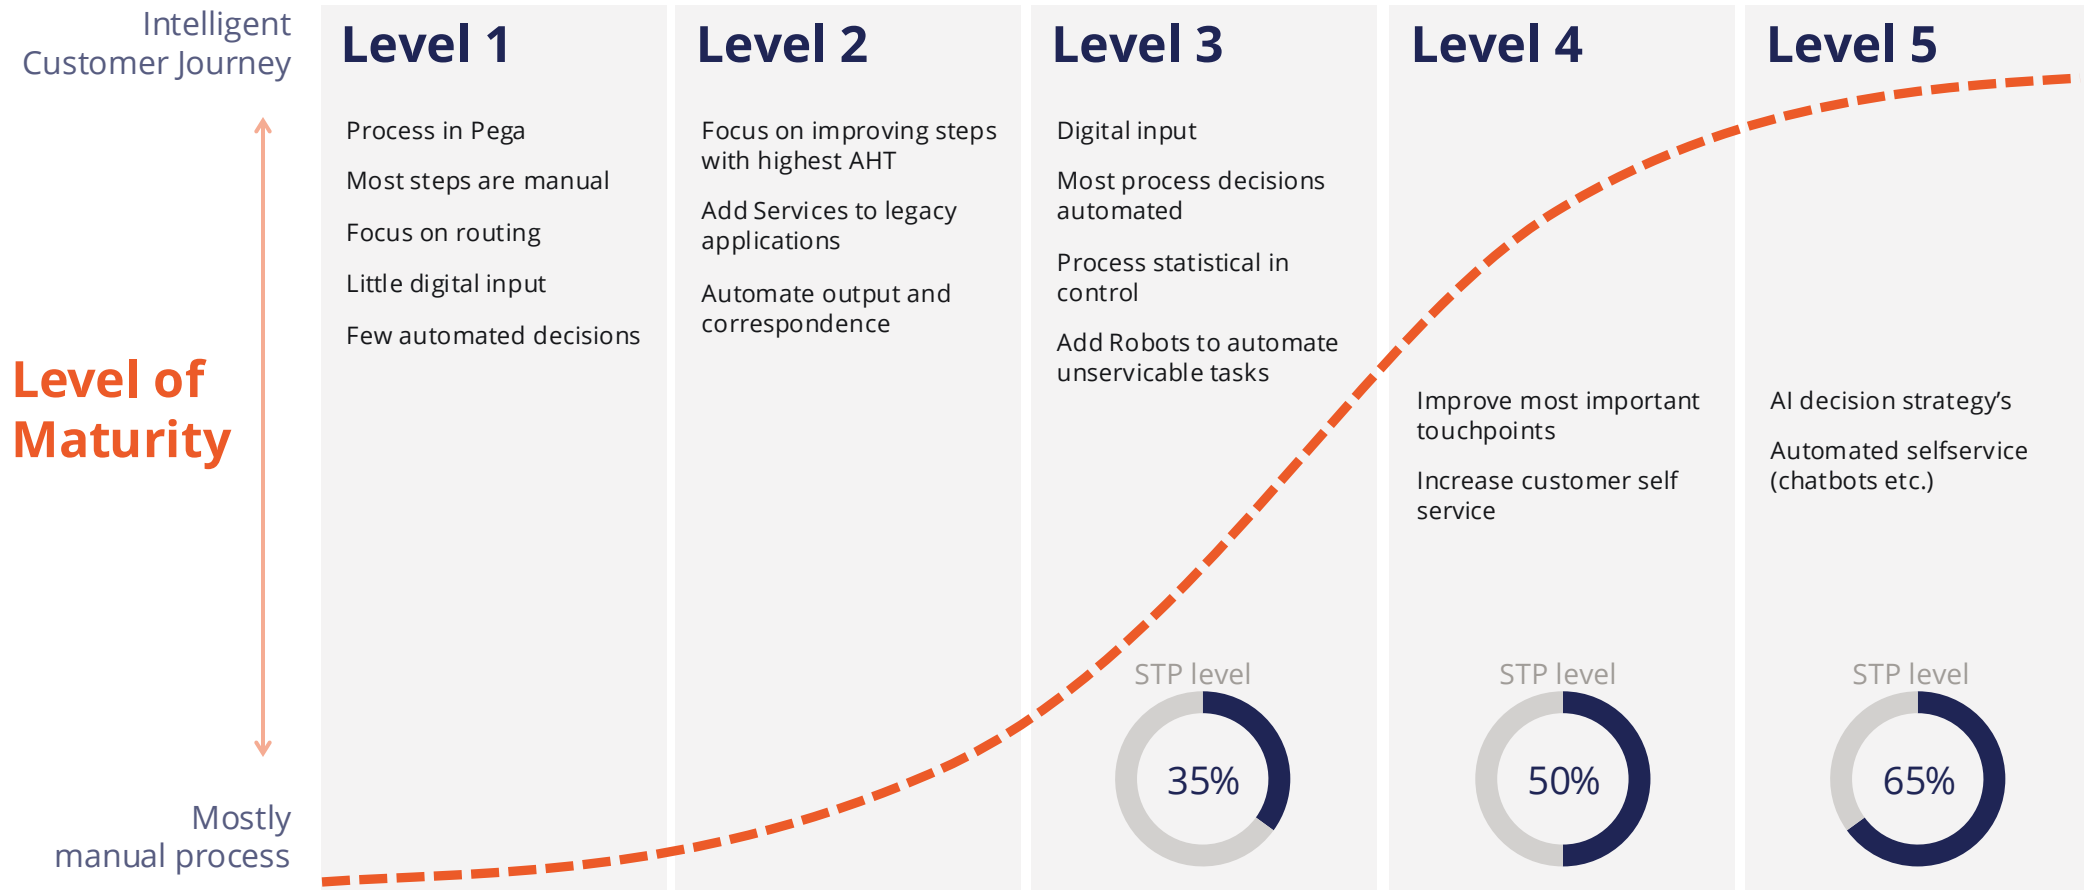 Intelligent
Customer Journey
Level of
Maturity
Mostly
manual process
Level 1
Process in Pega
Most steps are manual
Focus on routing
Little digital input
Few automated decisions
Level 2
Focus on improving steps
with highest AHT
Add Services to legacy
applications
Automate output and
correspondence
Level 3
Digital input
Most process decisions
automated
Process statistical in
control
Add Robots to automate
unservicable tasks
STP level
35%
Level 4
Improve most important
touchpoints
Increase customer self
service
STP level
50%
Level 5
AI decision strategy’s
Automated selfservice
(chatbots etc.)
STP level
65%